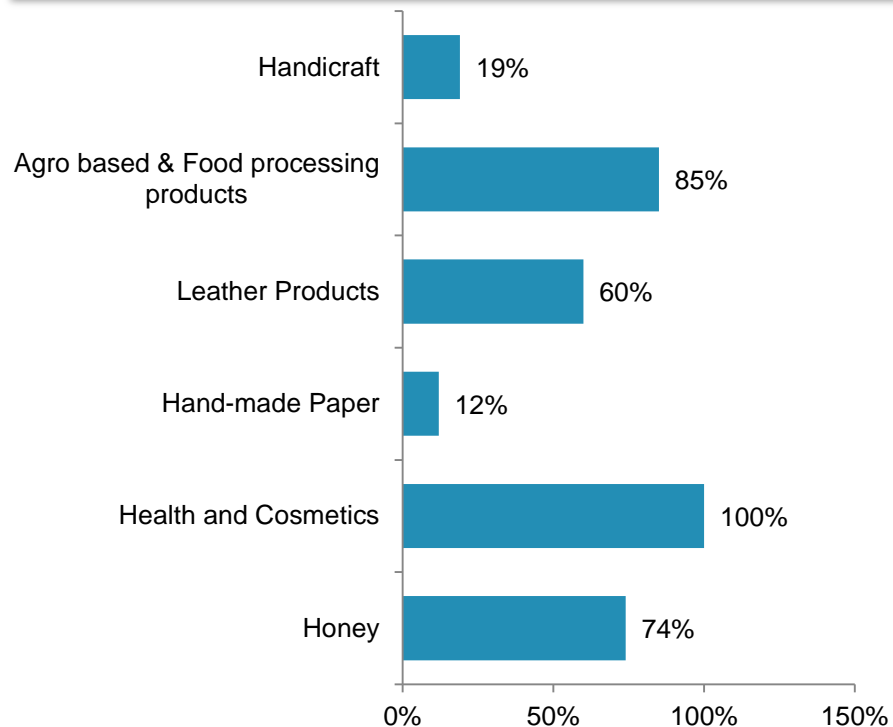 Handicraft
19%
Agro based & Food processing
products
85%
Leather Products
60%
Hand-made Paper
12%
Health and Cosmetics
100%
Honey
74%
0%
50%
100%
150%